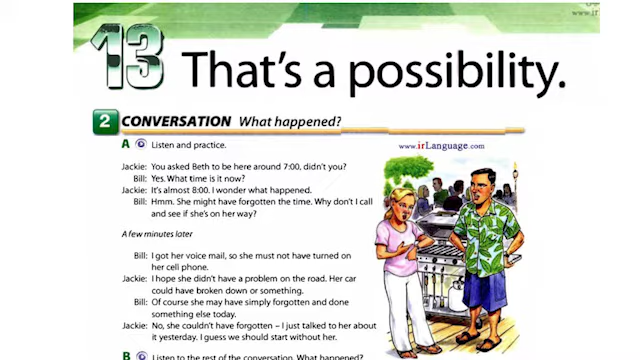 www.ir
13
That's a possibility.
2 CONVERSATION What happened?
A Listen and practice.
www.irLanguage.com
Jackie: You asked Beth to be here around 7:00, didn't you?
Bill: Yes. What time is it now?
Jackie: It's almost 8:00. I wonder what happened.
Bill: Hmm. She might have forgotten the time. Why don't I call
and see if she's on her way?
A few minutes later
Bill: I got her voice mail, so she must not have turned on
her cell phone.
Jackie: I hope she didn't have a problem on the road. Her car
could have broken down or something.
Bill: Of course she may have simply forgotten and done
something else today.
Jackie: No, she couldn't have forgotten – I just talked to her about
it yesterday. I guess we should start without her.
B Listen to the rest of the conversation. What happened?